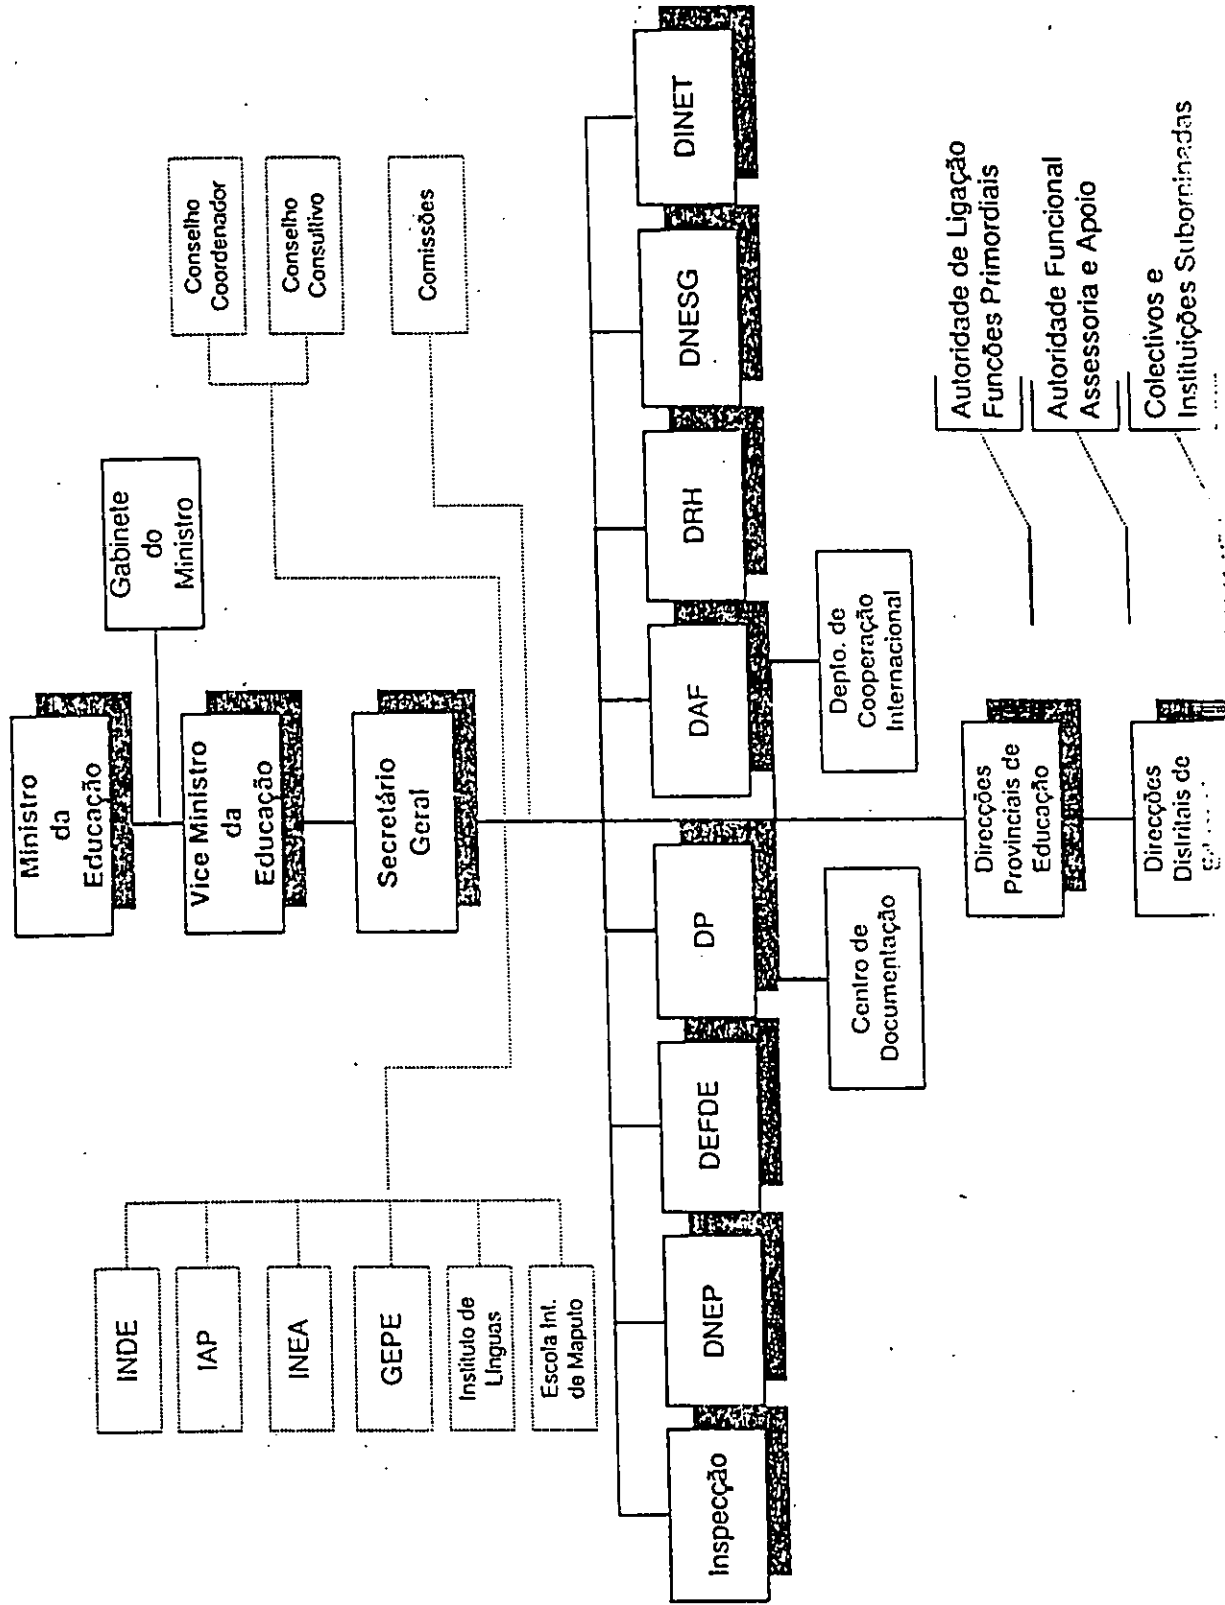 Ministro
da
Educação
Gabinete
do
Ministro
Vice Ministro
da
Educação
Secretário
Geral
Conselho
Coordenador
Conselho
Consultivo
Comissões
INDE
IAP
INEA
GEPE
Instituto de
Línguas
Escola Int.
de Maputo
Inspecção
DNEP
DEFDE
DP
DAF
DRH
DNESG
DINET
Centro de
Documentação
Depto. de
Cooperação
Internacional
Direcções
Provinciais de
Educação
Direcções
Distritais de
Autoridade de Ligação
Funcões Primordiais
Autoridade Funcional
Assessoria e Apoio
Colectivos e
Instituições Suborninadas